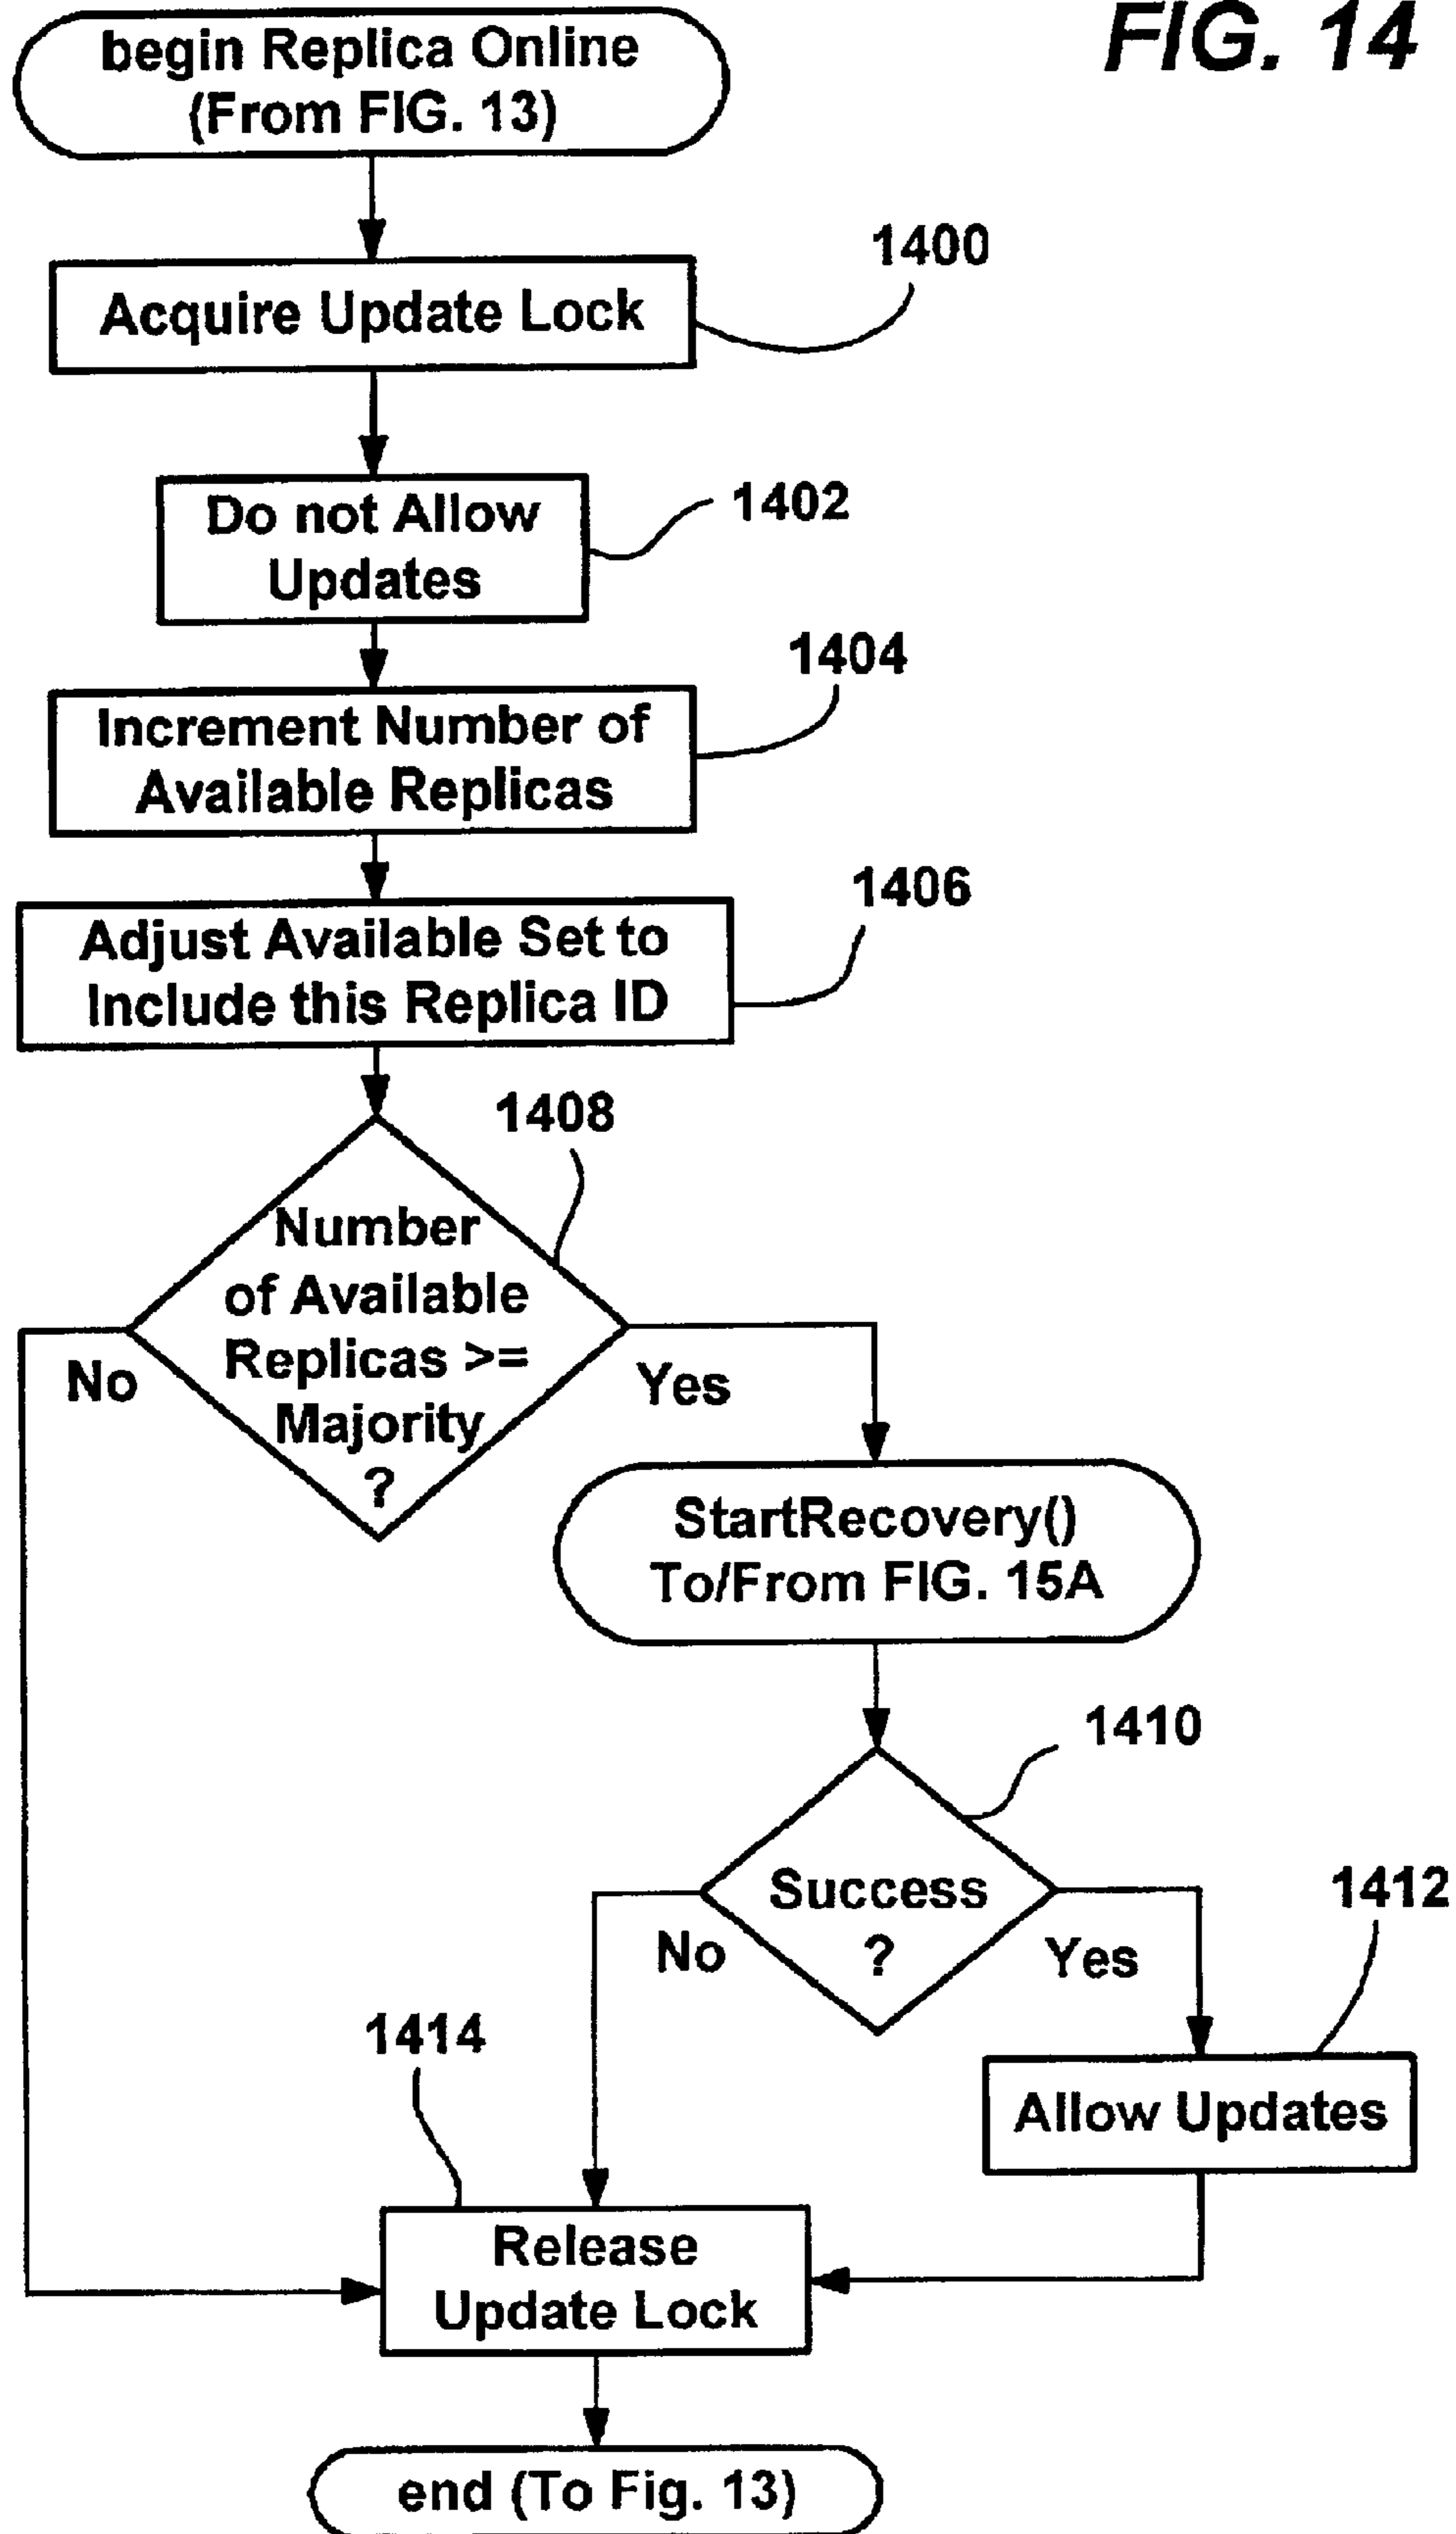 FIG. 14
begin Replica Online
(From FIG. 13)
1400
Acquire Update Lock
1402
Do not Allow
Updates
1404
Increment Number of
Available Replicas
1406
Adjust Available Set to
Include this Replica ID
1408
Number
of Available
Replicas >=
Majority
?
No
Yes
StartRecovery()
To/From FIG. 15A
1410
Success
?
No
Yes
1412
Allow Updates
1414
Release
Update Lock
end (To Fig. 13)